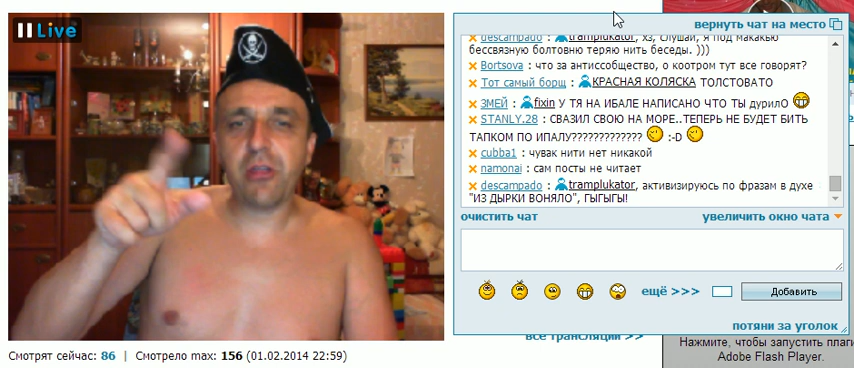 Live
вернуть чат на место
descampado : tramplukator, хз, слушай, я под макакью
бессвязную болтовню теряю нить беседы. )))
Bortsova : что за антиссобщество, о коотром тут все говорят?
Тот самый борщ : КРАСНАЯ КОЛЯСКА ТОЛСТОВАТО
ЗМЕЙ : fixin У ТЯ НА ИБАЛЕ НАПИСАНО ЧТО ТЫ дурилО
STANLY.28 : СВАЗИЛ СВОЮ НА МОРЕ..ТЕПЕРЬ НЕ БУДЕТ БИТЬ
ТАПКОМ ПО ИПАЛУ????????????? :-D
cubba1 : чувак нити нет никакой
namonai : сам посты не читает
descampado : tramplukator, активизируюсь по фразам в духе
"ИЗ ДЫРКИ ВОНЯЛО", ГЫГЫГЫ!
очистить чат
увеличить окно чата
ещё >>>
Добавить
потяни за уголок
все трансляции >>
Нажмите, чтобы запустить плаги
Adobe Flash Player.
Смотрят сейчас: 86 | Смотрело max: 156 (01.02.2014 22:59)